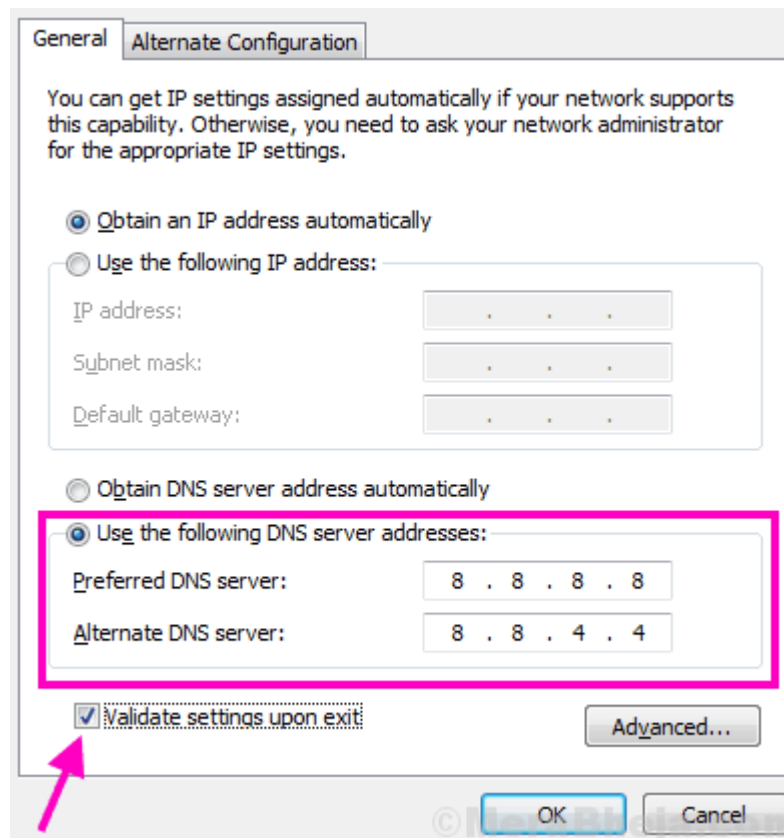 General
Alternate Configuration
You can get IP settings assigned automatically if your network supports
this capability. Otherwise, you need to ask your network administrator
for the appropriate IP settings.
Obtain an IP address automatically
Use the following IP address:
IP address:
. . .
Subnet mask:
. . .
Default gateway:
. . .
Obtain DNS server address automatically
Use the following DNS server addresses:
Preferred DNS server:
8 . 8 . 8 . 8
Alternate DNS server:
8 . 8 . 4 . 4
Validate settings upon exit
Advanced...
OK
Cancel